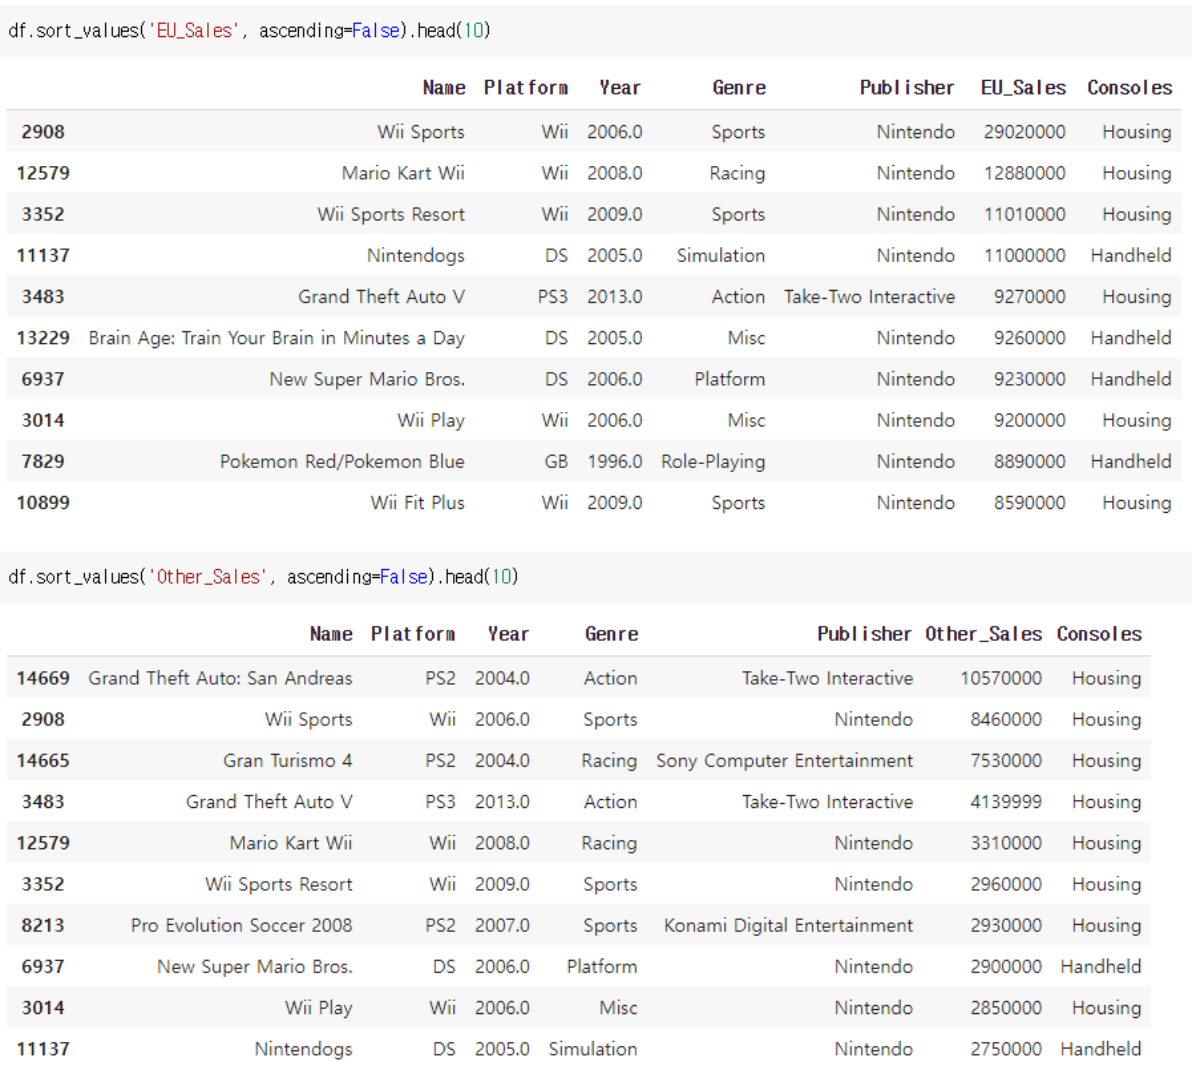 df.sort_values('EU_Sales', ascending=False).head(10)
Name Platform Year Genre Publisher EU_Sales Consoles
2908 Wii Sports Wii 2006.0 Sports Nintendo 29020000 Housing
12579 Mario Kart Wii Wii 2008.0 Racing Nintendo 12880000 Housing
3352 Wii Sports Resort Wii 2009.0 Sports Nintendo 11010000 Housing
11137 Nintendogs DS 2005.0 Simulation Nintendo 11000000 Handheld
3483 Grand Theft Auto V PS3 2013.0 Action Take-Two Interactive 9270000 Housing
13229 Brain Age: Train Your Brain in Minutes a Day DS 2005.0 Misc Nintendo 9260000 Handheld
6937 New Super Mario Bros. DS 2006.0 Platform Nintendo 9230000 Handheld
3014 Wii Play Wii 2006.0 Misc Nintendo 9200000 Housing
7829 Pokemon Red/Pokemon Blue GB 1996.0 Role-Playing Nintendo 8890000 Handheld
10899 Wii Fit Plus Wii 2009.0 Sports Nintendo 8590000 Housing
df.sort_values('Other_Sales', ascending=False).head(10)
Name Platform Year Genre Publisher Other_Sales Consoles
14669 Grand Theft Auto: San Andreas PS2 2004.0 Action Take-Two Interactive 10570000 Housing
2908 Wii Sports Wii 2006.0 Sports Nintendo 8460000 Housing
14665 Gran Turismo 4 PS2 2004.0 Racing Sony Computer Entertainment 7530000 Housing
3483 Grand Theft Auto V PS3 2013.0 Action Take-Two Interactive 4139999 Housing
12579 Mario Kart Wii Wii 2008.0 Racing Nintendo 3310000 Housing
3352 Wii Sports Resort Wii 2009.0 Sports Nintendo 2960000 Housing
8213 Pro Evolution Soccer 2008 PS2 2007.0 Sports Konami Digital Entertainment 2930000 Housing
6937 New Super Mario Bros. DS 2006.0 Platform Nintendo 2900000 Handheld
3014 Wii Play Wii 2006.0 Misc Nintendo 2850000 Housing
11137 Nintendogs DS 2005.0 Simulation Nintendo 2750000 Handheld